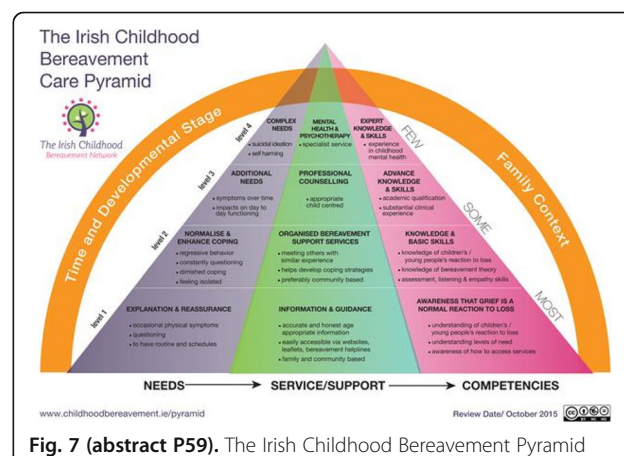 The Irish Childhood
Bereavement
Care Pyramid
The Irish Childhood
Bereavement Network
Time and Developmental Stage
Family Context
level 4
COMPLEX
NEEDS
• suicidal ideation
• self harming
MENTAL
HEALTH &
PSYCHOTHERAPY
• specialist service
EXPERT
KNOWLEDGE
& SKILLS
• experience
in childhood
mental health
FEW
level 3
ADDITIONAL
NEEDS
• symptoms over time
• impacts on day to
day functioning
PROFESSIONAL
COUNSELLING
• appropriate
child centred
ADVANCE
KNOWLEDGE
& SKILLS
• academic qualification
• substantial clinical
experience
SOME
level 2
NORMALISE &
ENHANCE COPING
• regressive behavior
• constantly questioning
• dimished coping
• feeling isolated
ORGANISED BEREAVEMENT
SUPPORT SERVICES
• meeting others with
similar experience
• helps develop coping strategies
• preferably community based
KNOWLEDGE &
BASIC SKILLS
• knowledge of children's /
young people's reaction to loss
• knowledge of bereavement theory
• assessment, listening & empathy skills
MOST
level 1
EXPLANATION & REASSURANCE
• occasional physical symptoms
• questioning
• to have routine and schedules
INFORMATION & GUIDANCE
• accurate and honest age
appropriate information
• easily accessible via websites,
leaflets, bereavement helplines
• family and community based
AWARENESS THAT GRIEF IS A
NORMAL REACTION TO LOSS
• understanding of children's /
young people's reaction to loss
• understanding levels of need
• awareness of how to access services
NEEDS → SERVICE/SUPPORT → COMPETENCIES
www.childhoodbereavement.ie/pyramid
Review Date/ October 2015
Fig. 7 (abstract P59). The Irish Childhood Bereavement Pyramid